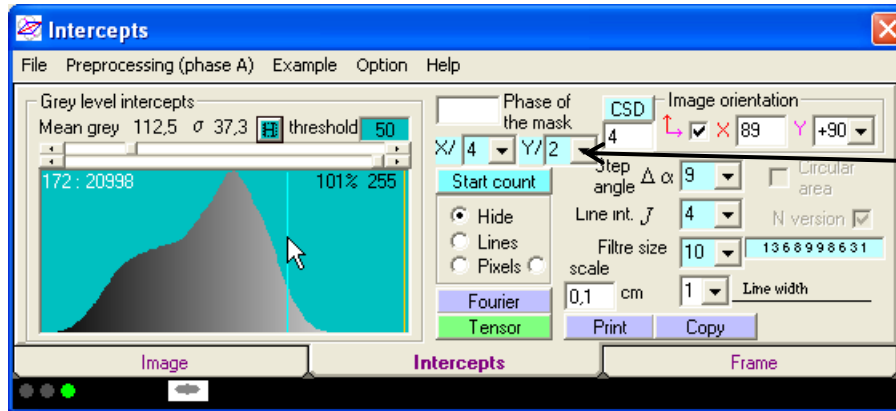 Intercepts
File Preprocessing (phase A) Example Option Help
Grey level intercepts
Mean grey 112,5 σ 37,3 threshold 50
172 : 20998 101% 255
Phase of
the mask
CSD
4
Image orientation
X 89 Y +90
X/ 4 Y/ 2
Start count
Step
angle Δ α 9
Circular
area
Hide
Lines
Pixels
Line int. J 4
N version
Filtre size 10 1368998631
scale
0,1 cm
1 Line width
Fourier
Tensor
Print Copy
Image Intercepts Frame